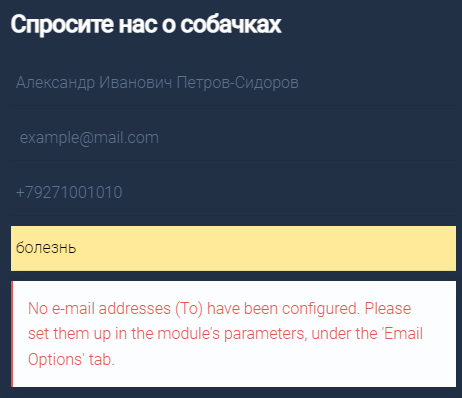 Спросите нас о собачках
Александр Иванович Петров-Сидоров
example@mail.com
+79271001010
болезнь
No e-mail addresses (To) have been configured. Please
set them up in the module's parameters, under the 'Email
Options' tab.